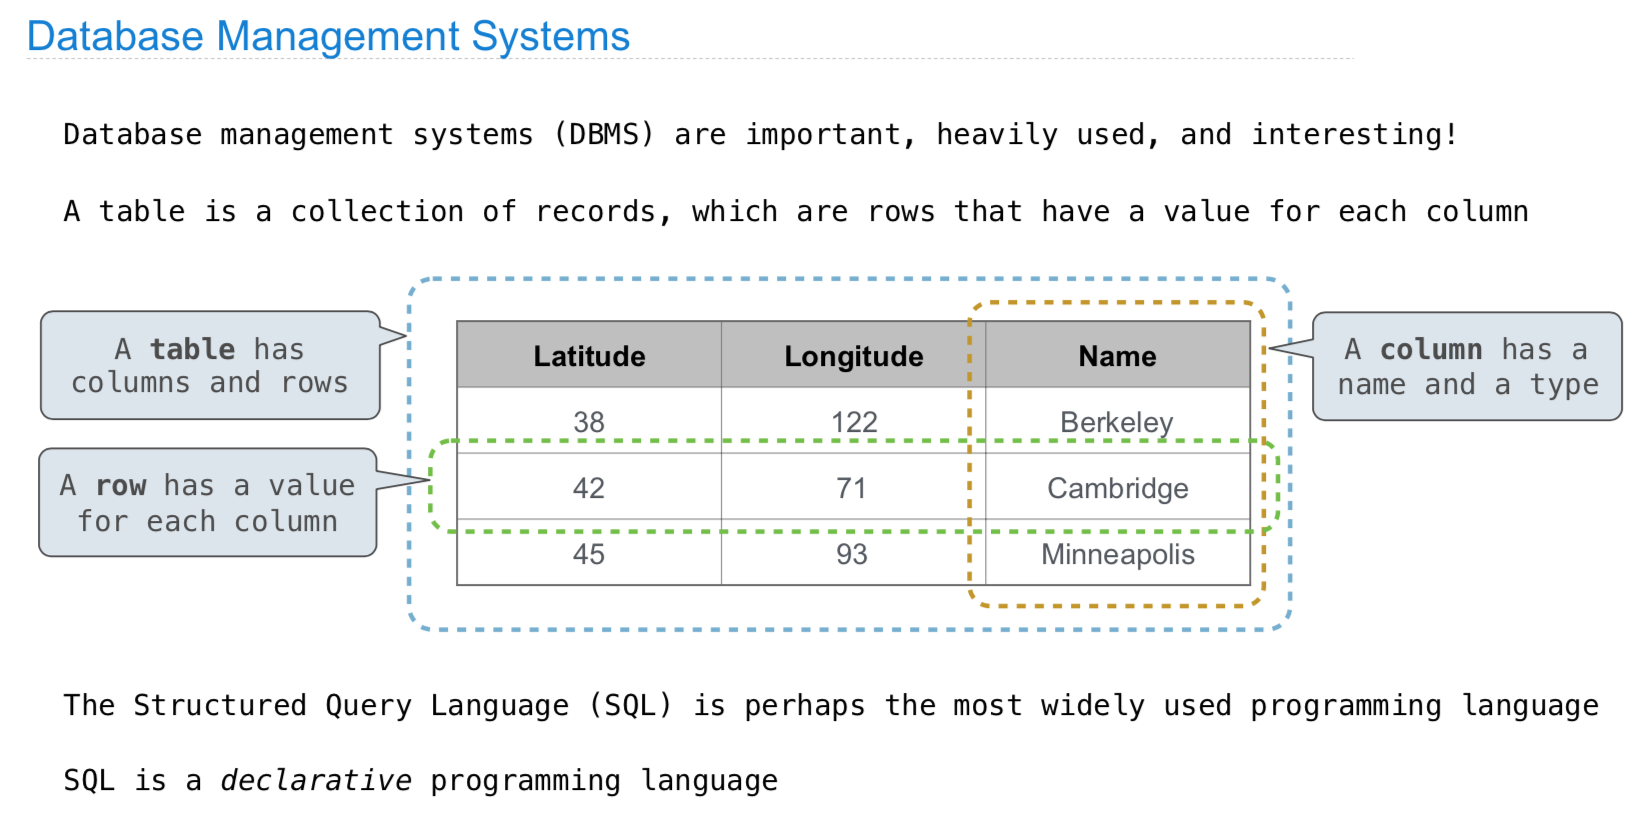 Database Management Systems
Database management systems (DBMS) are important, heavily used, and interesting!
A table is a collection of records, which are rows that have a value for each column
A table has
columns and rows
A row has a value
for each column
Latitude Longitude Name
38 122 Berkeley
42 71 Cambridge
45 93 Minneapolis
A column has a
name and a type
The Structured Query Language (SQL) is perhaps the most widely used programming language
SQL is a declarative programming language